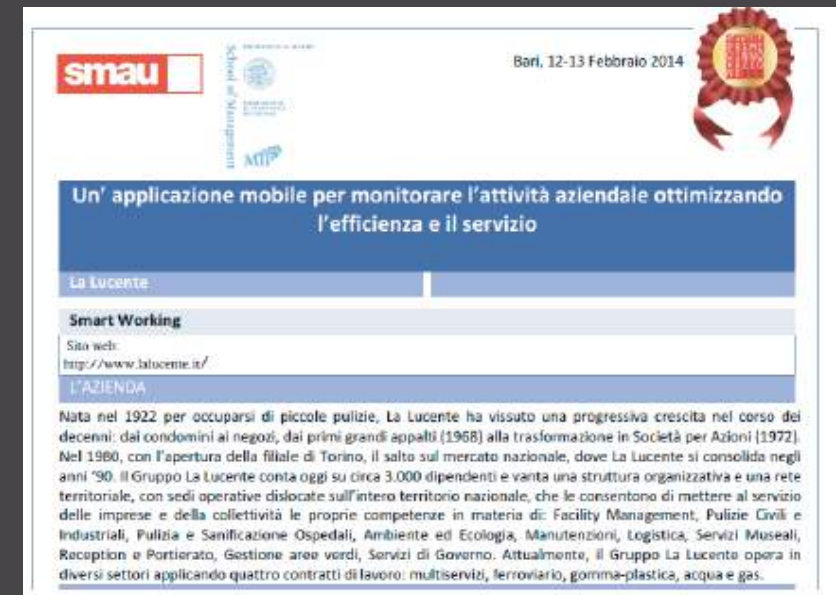 smau
School of Management
MIP
Bari, 12-13 Febbraio 2014
Un' applicazione mobile per monitorare l'attività aziendale ottimizzando
l'efficienza e il servizio
La Lucente
Smart Working
Sito web:
http://www.lalucente.it/
L'AZIENDA
Nata nel 1922 per occuparsi di piccole pulizie, La Lucente ha vissuto una progressiva crescita nel corso dei
decenni: dai condomini ai negozi, dai primi grandi appalti (1968) alla trasformazione in Società per Azioni (1972).
Nel 1980, con l'apertura della filiale di Torino, il salto sul mercato nazionale, dove La Lucente si consolida negli
anni '90. Il Gruppo La Lucente conta oggi su circa 3.000 dipendenti e vanta una struttura organizzativa e una rete
territoriale, con sedi operative dislocate sull'intero territorio nazionale, che le consentono di mettere al servizio
delle imprese e della collettività le proprie competenze in materia di: Facility Management, Pulizie Civili e
Industriali, Pulizia e Sanificazione Ospedali, Ambiente ed Ecologia, Manutenzioni, Logistica, Servizi Museali,
Reception e Portierato, Gestione aree verdi, Servizi di Governo. Attualmente, il Gruppo La Lucente opera in
diversi settori applicando quattro contratti di lavoro: multiservizi, ferroviario, gomma-plastica, acqua e gas.